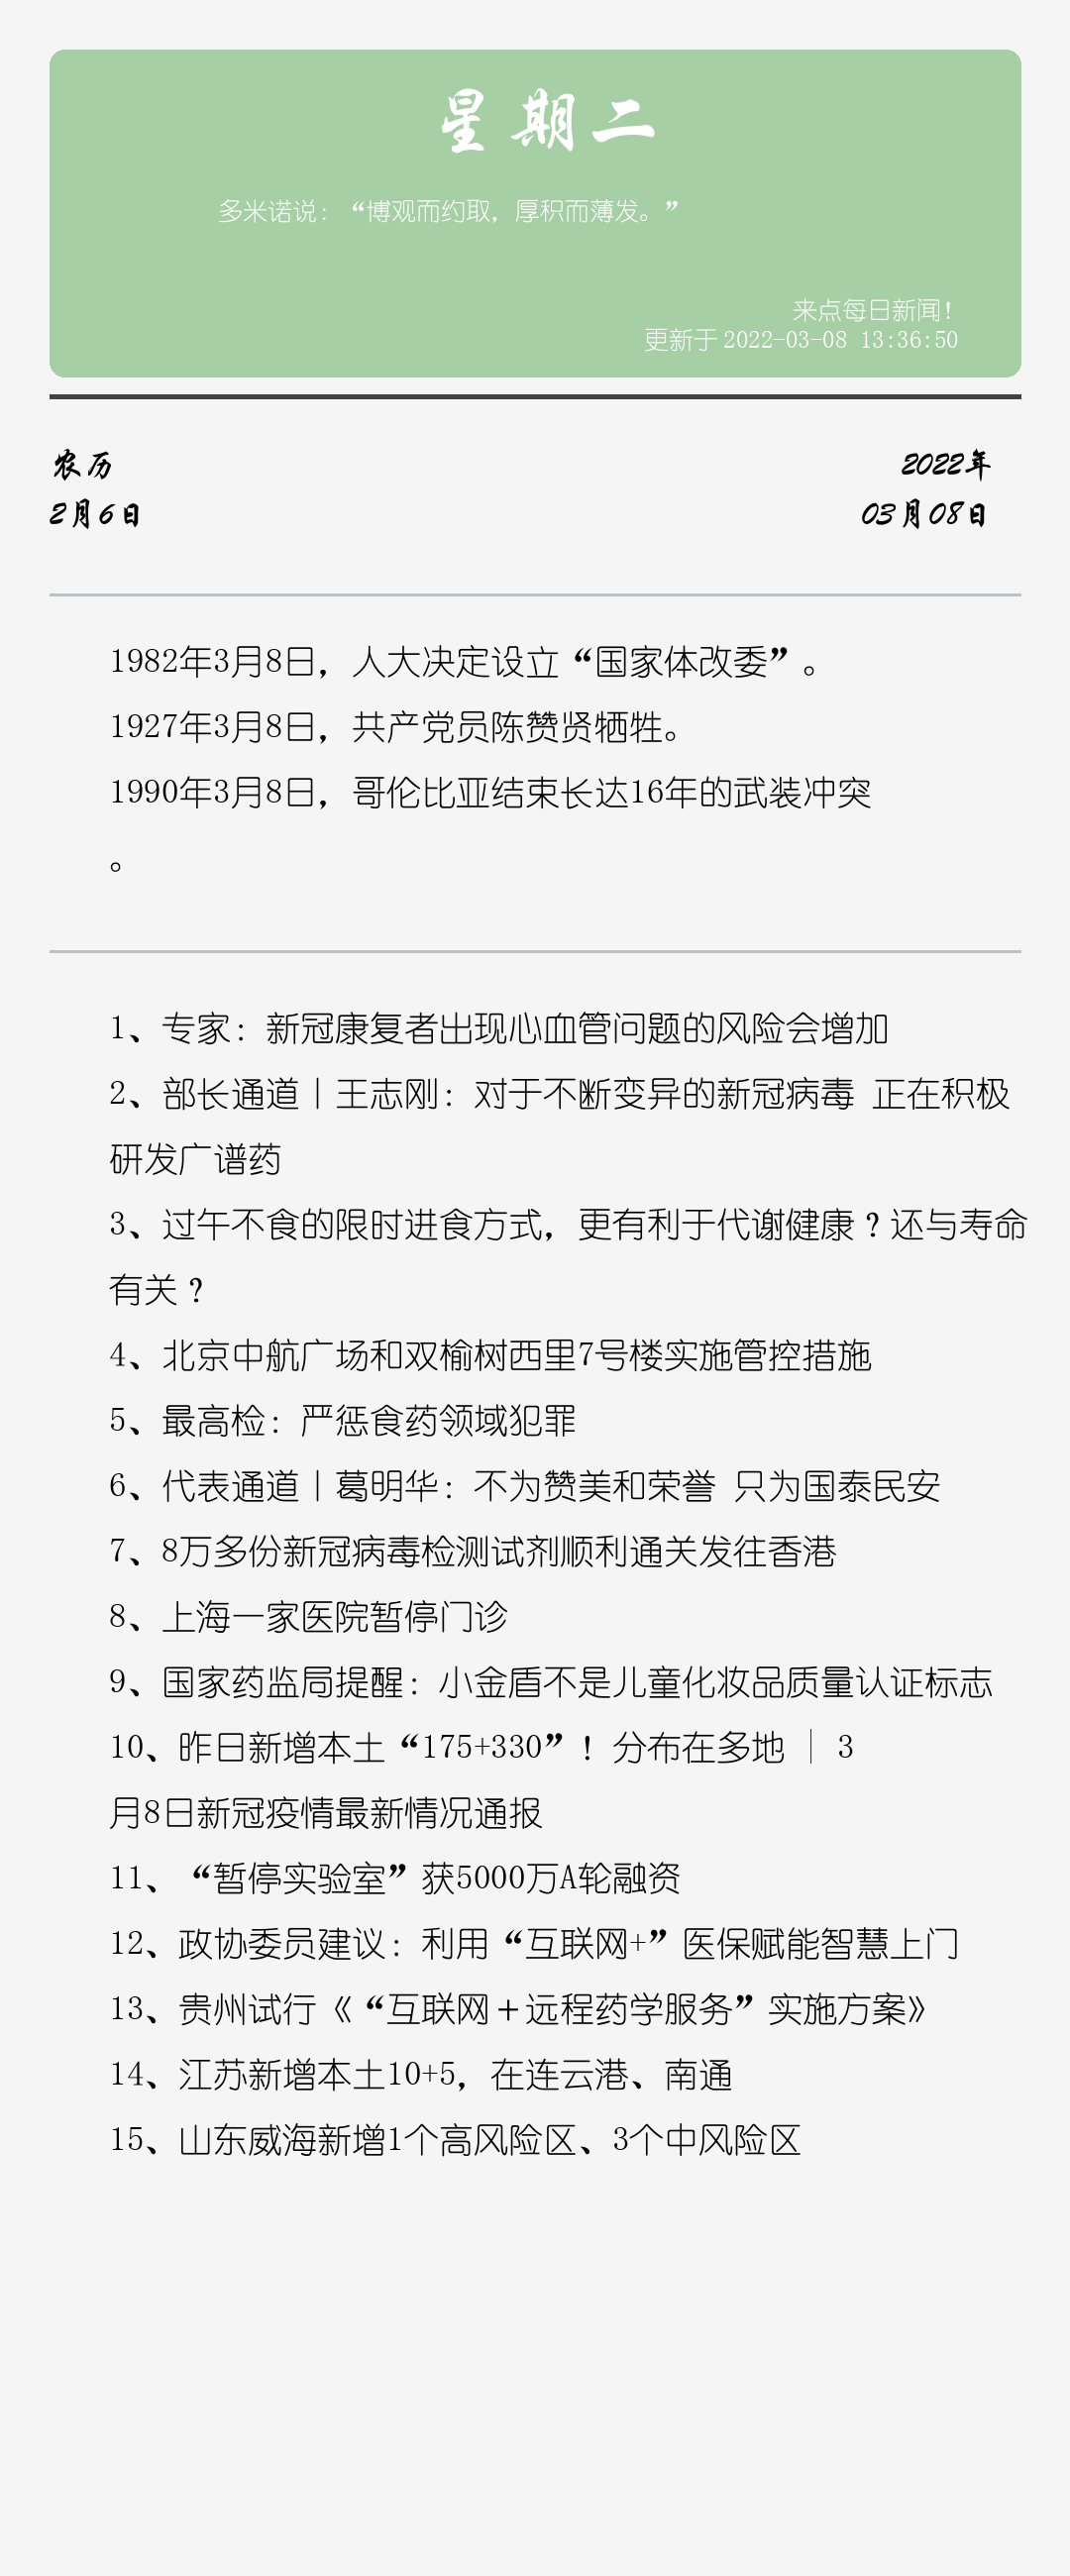 星期二
多米诺说：“博观而约取，厚积而薄发。”
来点每日新闻！
更新于 2022-03-08 13:36:50
农历
2月6日
2022年
03月08日
1982年3月8日，人大决定设立“国家体改委”。
1927年3月8日，共产党员陈赞贤牺牲。
1990年3月8日，哥伦比亚结束长达16年的武装冲突
。
1、专家：新冠康复者出现心血管问题的风险会增加
2、部长通道丨王志刚：对于不断变异的新冠病毒 正在积极
研发广谱药
3、过午不食的限时进食方式，更有利于代谢健康？还与寿命
有关？
4、北京中航广场和双榆树西里7号楼实施管控措施
5、最高检：严惩食药领域犯罪
6、代表通道丨葛明华：不为赞美和荣誉 只为国泰民安
7、8万多份新冠病毒检测试剂顺利通关发往香港
8、上海一家医院暂停门诊
9、国家药监局提醒：小金盾不是儿童化妆品质量认证标志
10、昨日新增本土“175+330”！分布在多地 │ 3
月8日新冠疫情最新情况通报
11、“暂停实验室”获5000万A轮融资
12、政协委员建议：利用“互联网+”医保赋能智慧上门
13、贵州试行《“互联网＋远程药学服务”实施方案》
14、江苏新增本土10+5，在连云港、南通
15、山东威海新增1个高风险区、3个中风险区